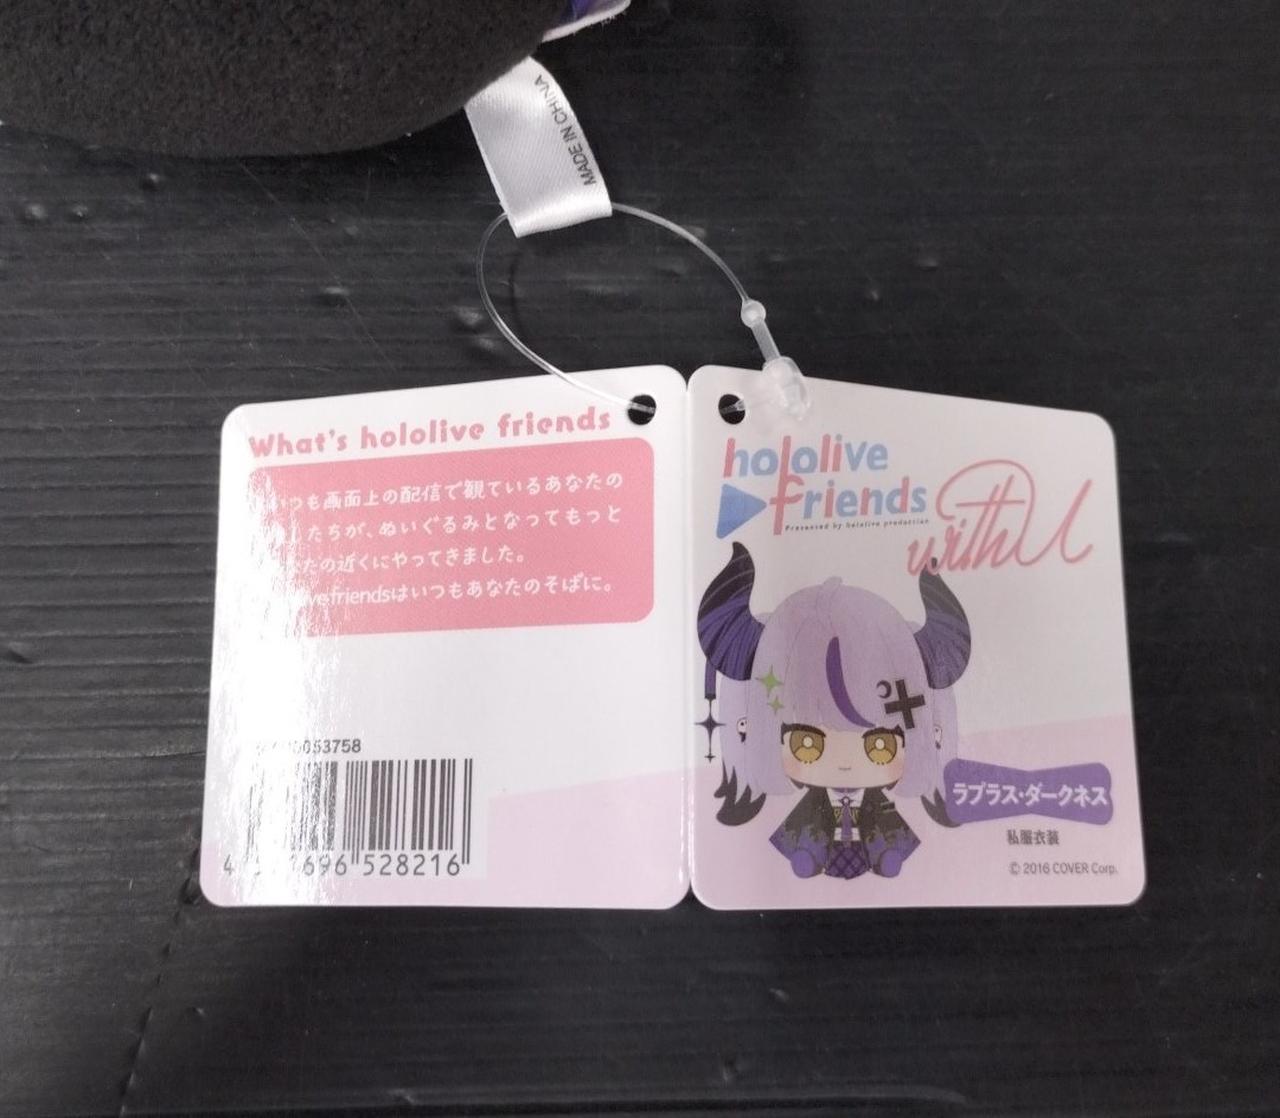 MADE IN CHINA
What's hololive friends
いつも画面上の配信で観ているあなたの
たちが、ぬいぐるみとなってもっと
の近くにやってきました。
friendsはいつもあなたのそばに。
053758
696 528216
hololive
friends
Presented by hololive production
with U
ラプラス・ダークネス
私服衣装
© 2016 COVER Corp.